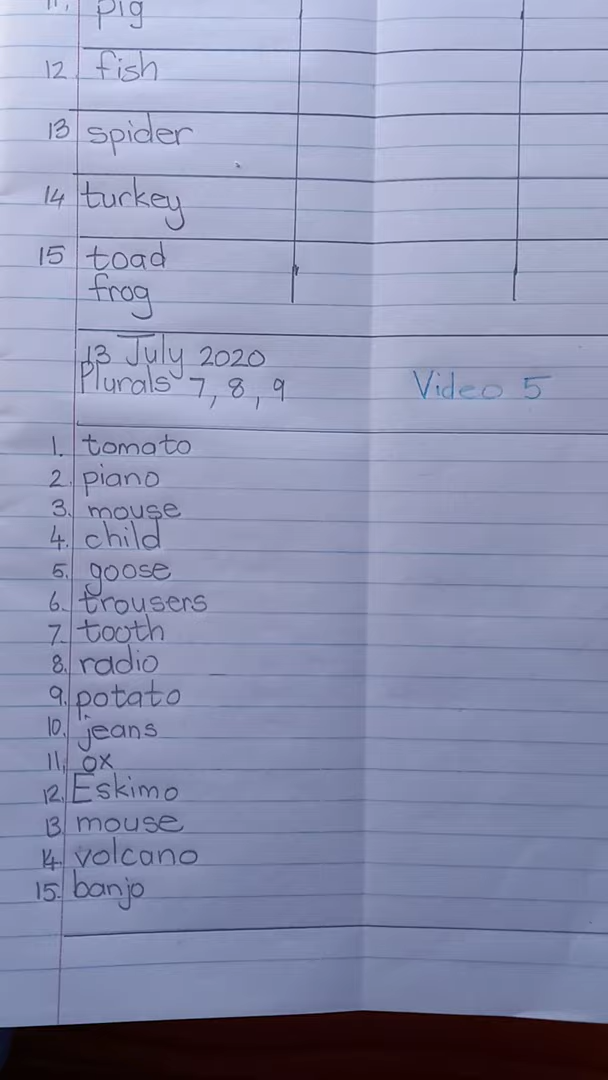 11. pig
12 fish
13 spider
14 turkey
15 toad
frog
13 July 2020
Plurals 7, 8, 9
Video 5
1. tomato
2. piano
3. mouse
4. child
5. goose
6. trousers
7. tooth
8. radio
9. potato
10. jeans
11. ox
12. Eskimo
13 mouse
14. volcano
15. banjo